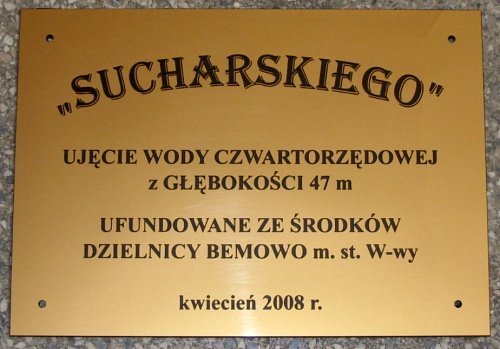 „SUCHARSKIEGO"
UJĘCIE WODY CZWARTORZĘDOWEJ
z GŁĘBOKOŚCI 47 m
UFUNDOWANE ZE ŚRODKÓW
DZIELNICY BEMOWO m. st. W-wy
kwiecień 2008 r.